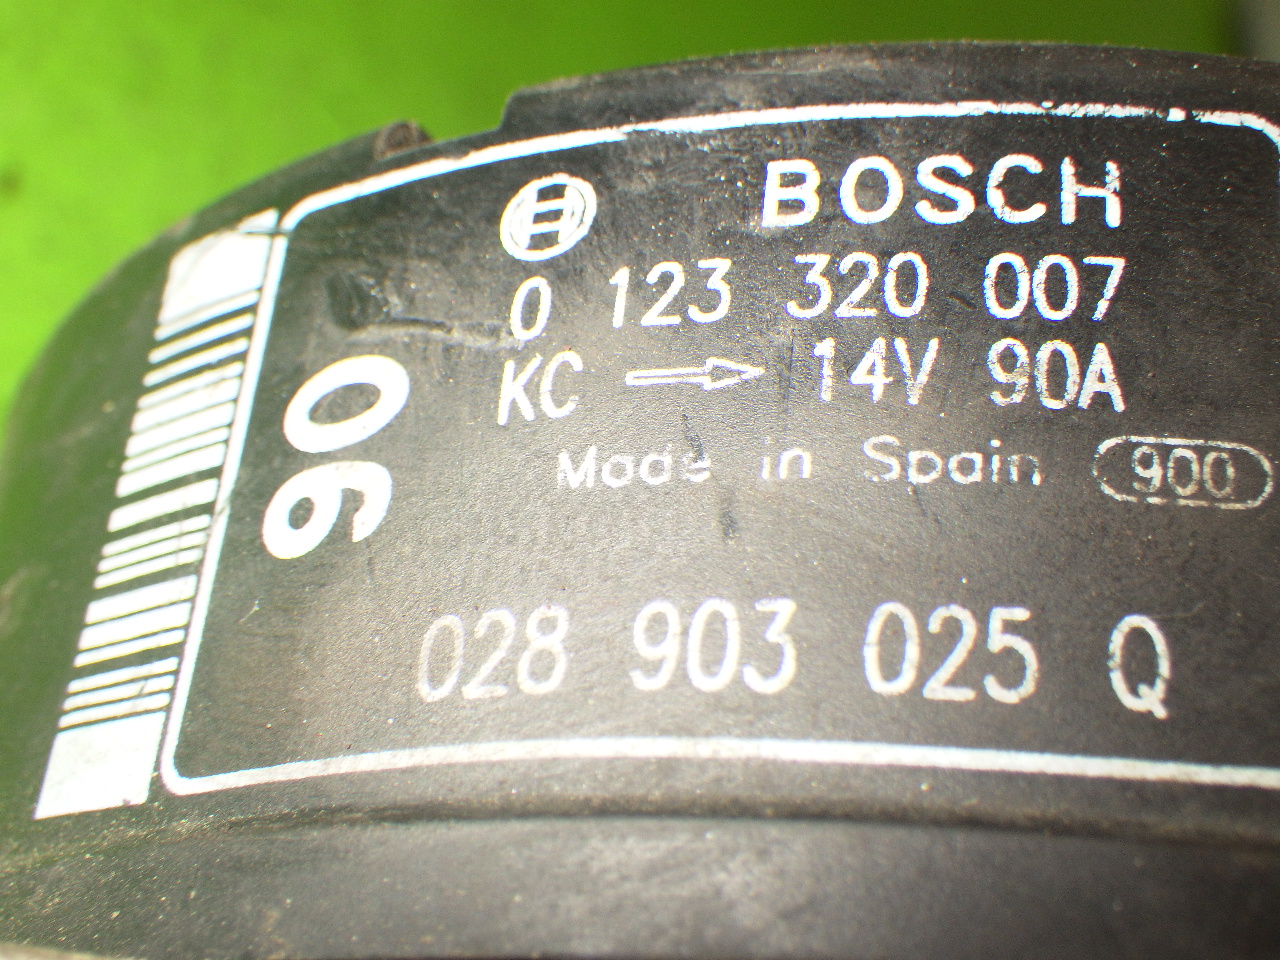 BOSCH
0 123 320 007
KC 14V 90A
Made in Spain 900
90
028 903 025 Q